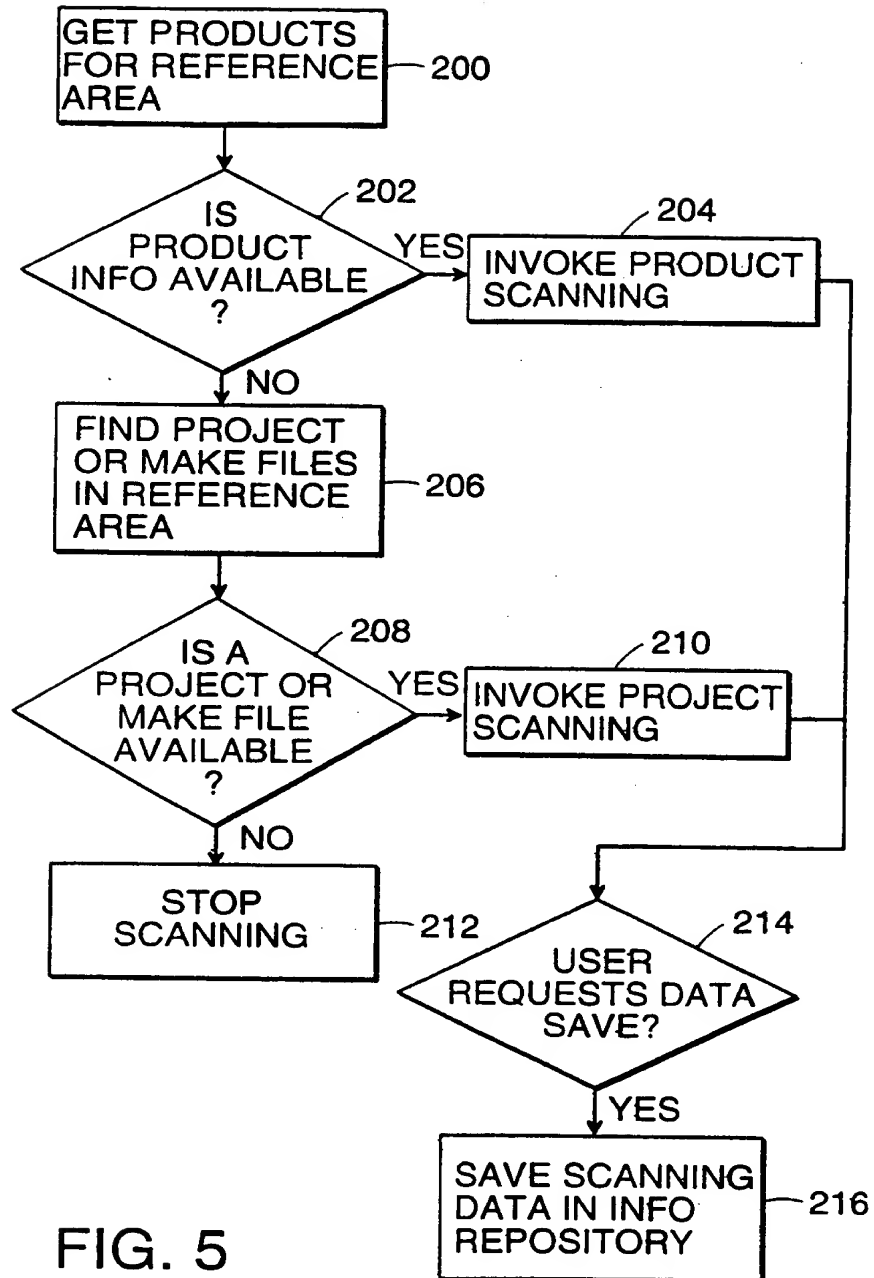 GET PRODUCTS
FOR REFERENCE
AREA
200
202
IS
PRODUCT
INFO AVAILABLE
?
YES
204
INVOKE PRODUCT
SCANNING
NO
FIND PROJECT
OR MAKE FILES
IN REFERENCE
AREA
206
208
IS A
PROJECT OR
MAKE FILE
AVAILABLE
?
YES
210
INVOKE PROJECT
SCANNING
NO
STOP
SCANNING
212
214
USER
REQUESTS DATA
SAVE?
YES
SAVE SCANNING
DATA IN INFO
REPOSITORY
216
FIG. 5